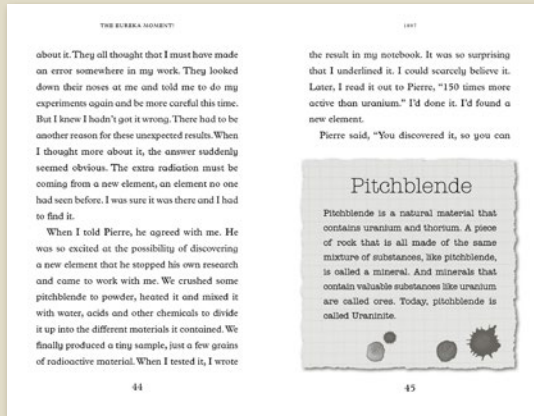 THE EUREKA MOMENT!
about it. They all thought that I must have made
an error somewhere in my work. They looked
down their noses at me and told me to do my
experiments again and be more careful this time.
But I knew I hadn't got it wrong. There had to be
another reason for these unexpected results. When
I thought more about it, the answer suddenly
seemed obvious. The extra radiation must be
coming from a new element, an element no one
had seen before. I was sure it was there and I had
to find it.
When I told Pierre, he agreed with me. He
was so excited at the possibility of discovering
a new element that he stopped his own research
and came to work with me. We crushed some
pitchblende to powder, heated it and mixed it
with water, acids and other chemicals to divide
it up into the different materials it contained. We
finally produced a tiny sample, just a few grains
of radioactive material. When I tested it, I wrote
44
1897
the result in my notebook. It was so surprising
that I underlined it. I could scarcely believe it.
Later, I read it out to Pierre, “150 times more
active than uranium.” I'd done it. I'd found a
new element.
Pierre said, “You discovered it, so you can
Pitchblende
Pitchblende is a natural material that
contains uranium and thorium. A piece
of rock that is all made of the same
mixture of substances, like pitchblende,
is called a mineral. And minerals that
contain valuable substances like uranium
are called ores. Today, pitchblende is
called Uraninite.
45